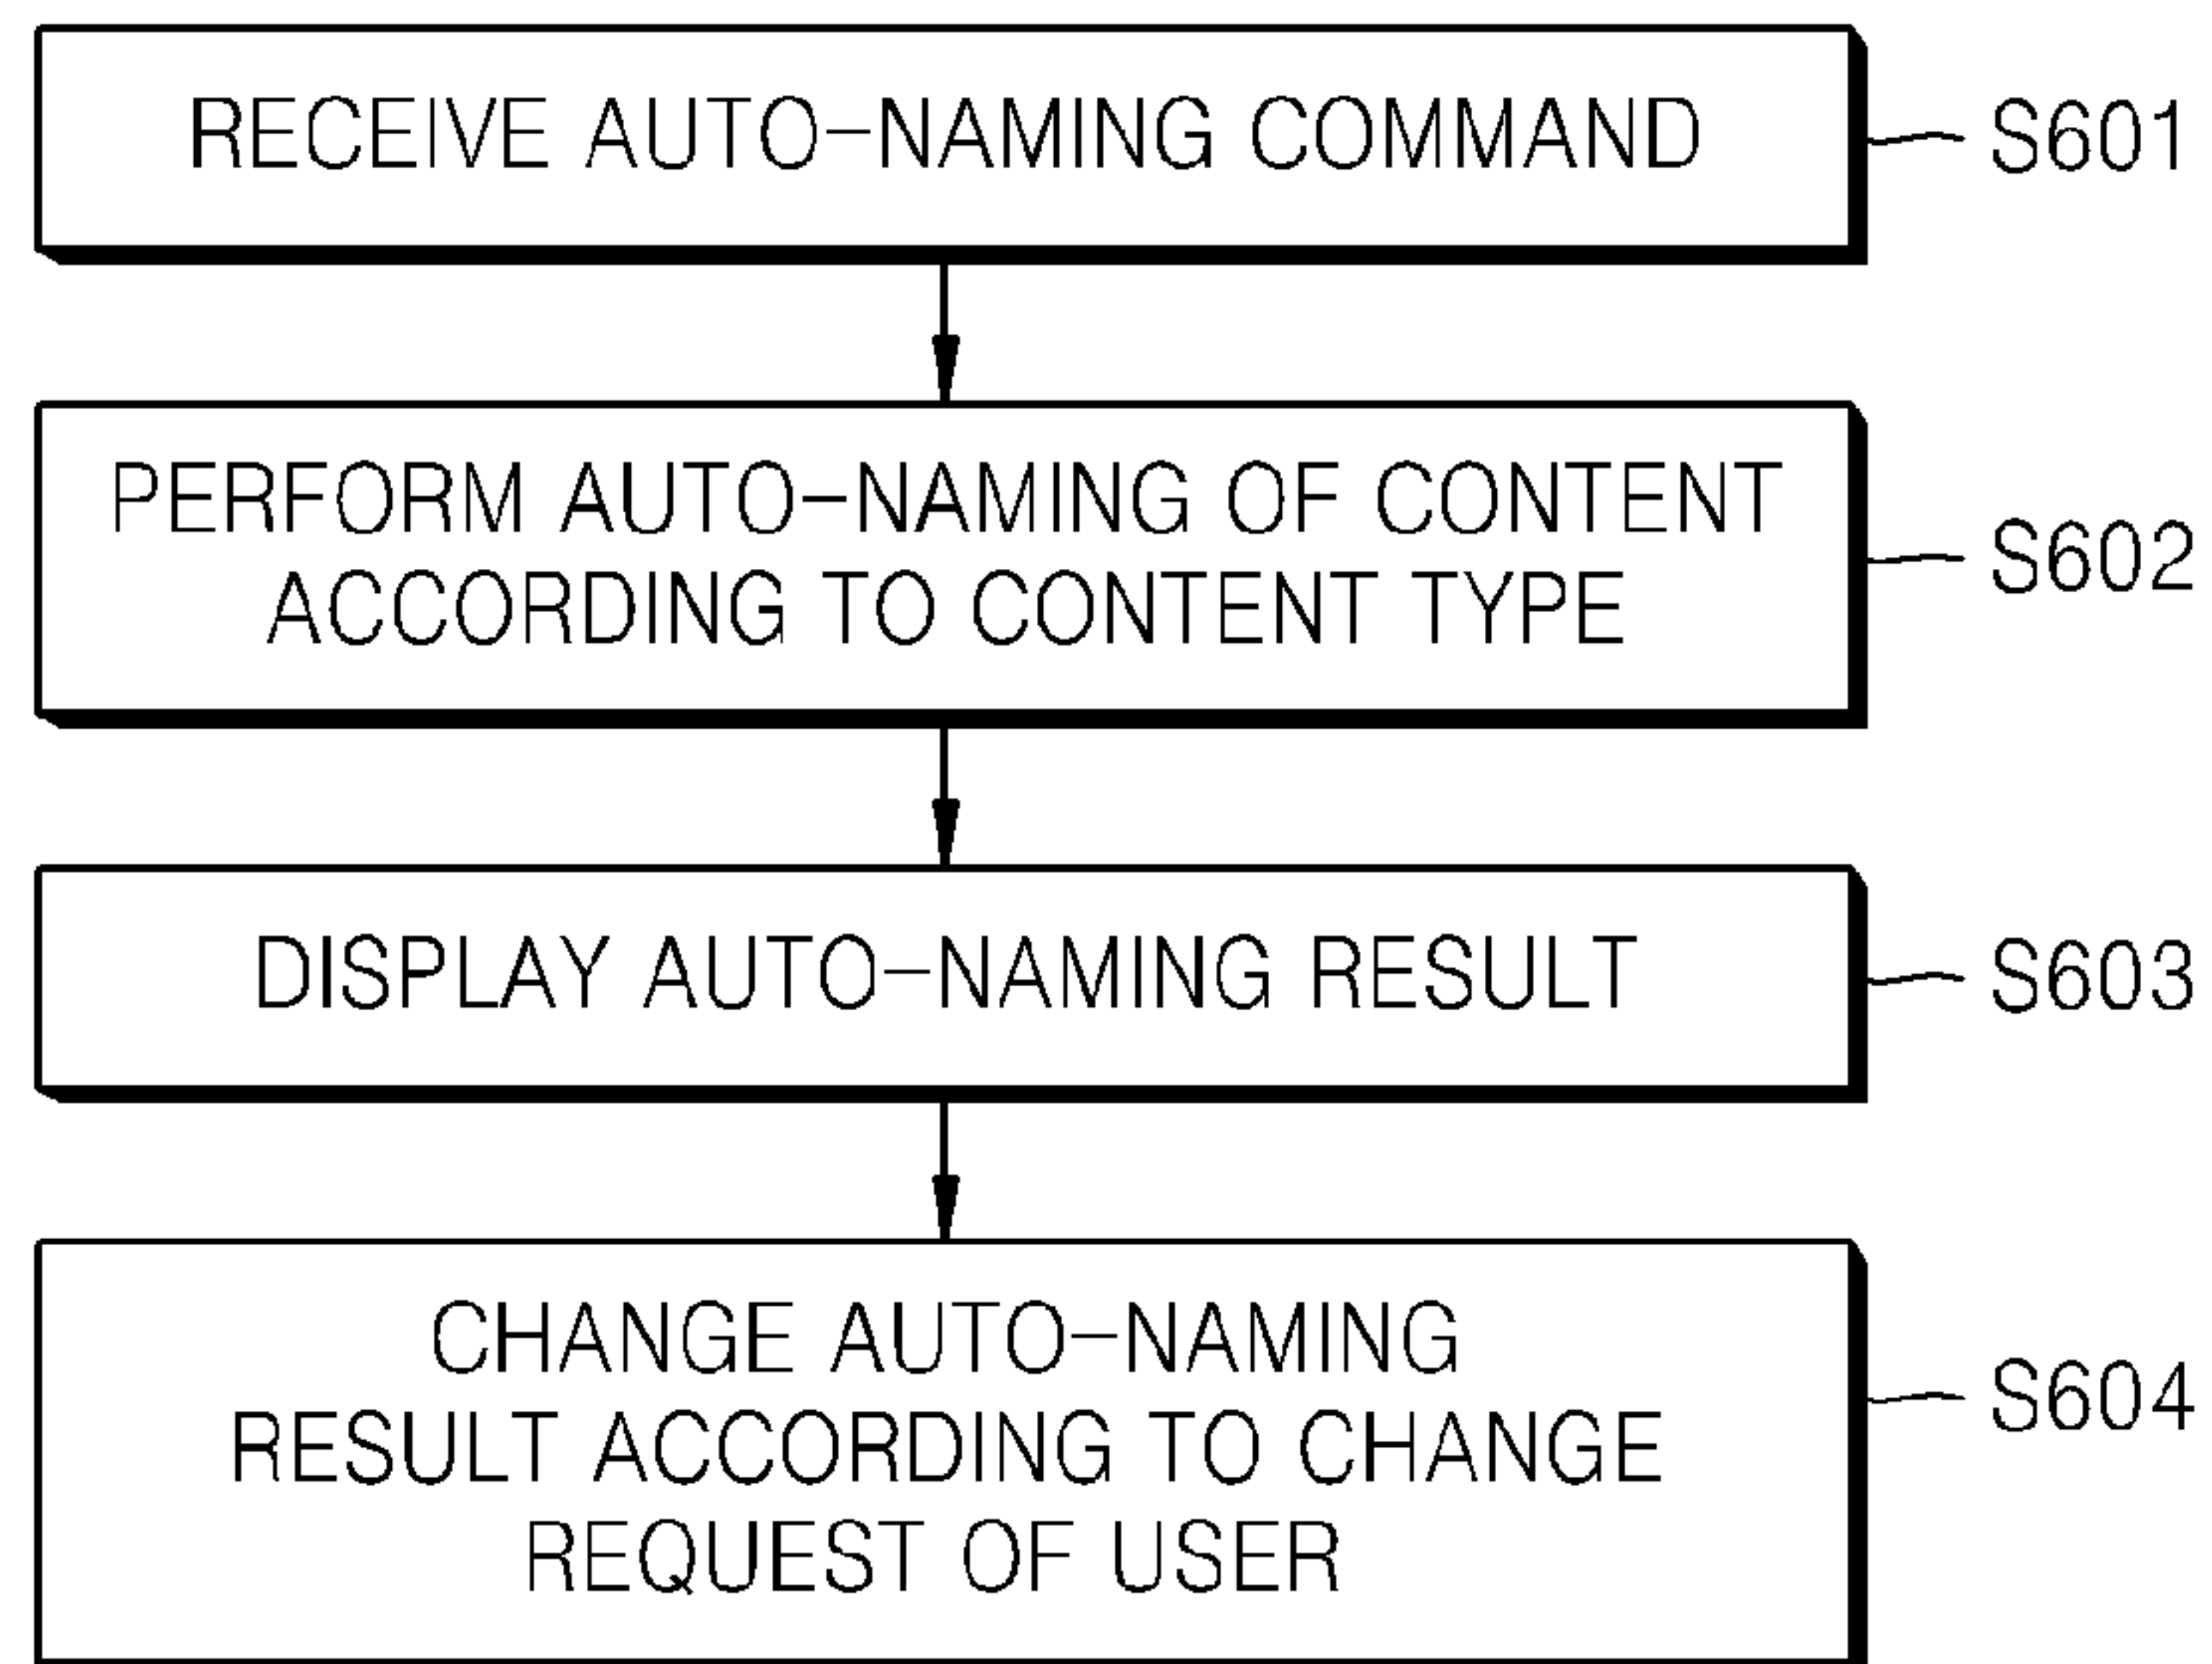 RECEIVE AUTO-NAMING COMMAND
S601
PERFORM AUTO-NAMING OF CONTENT
ACCORDING TO CONTENT TYPE
S602
DISPLAY AUTO-NAMING RESULT
S603
CHANGE AUTO-NAMING
RESULT ACCORDING TO CHANGE
REQUEST OF USER
S604